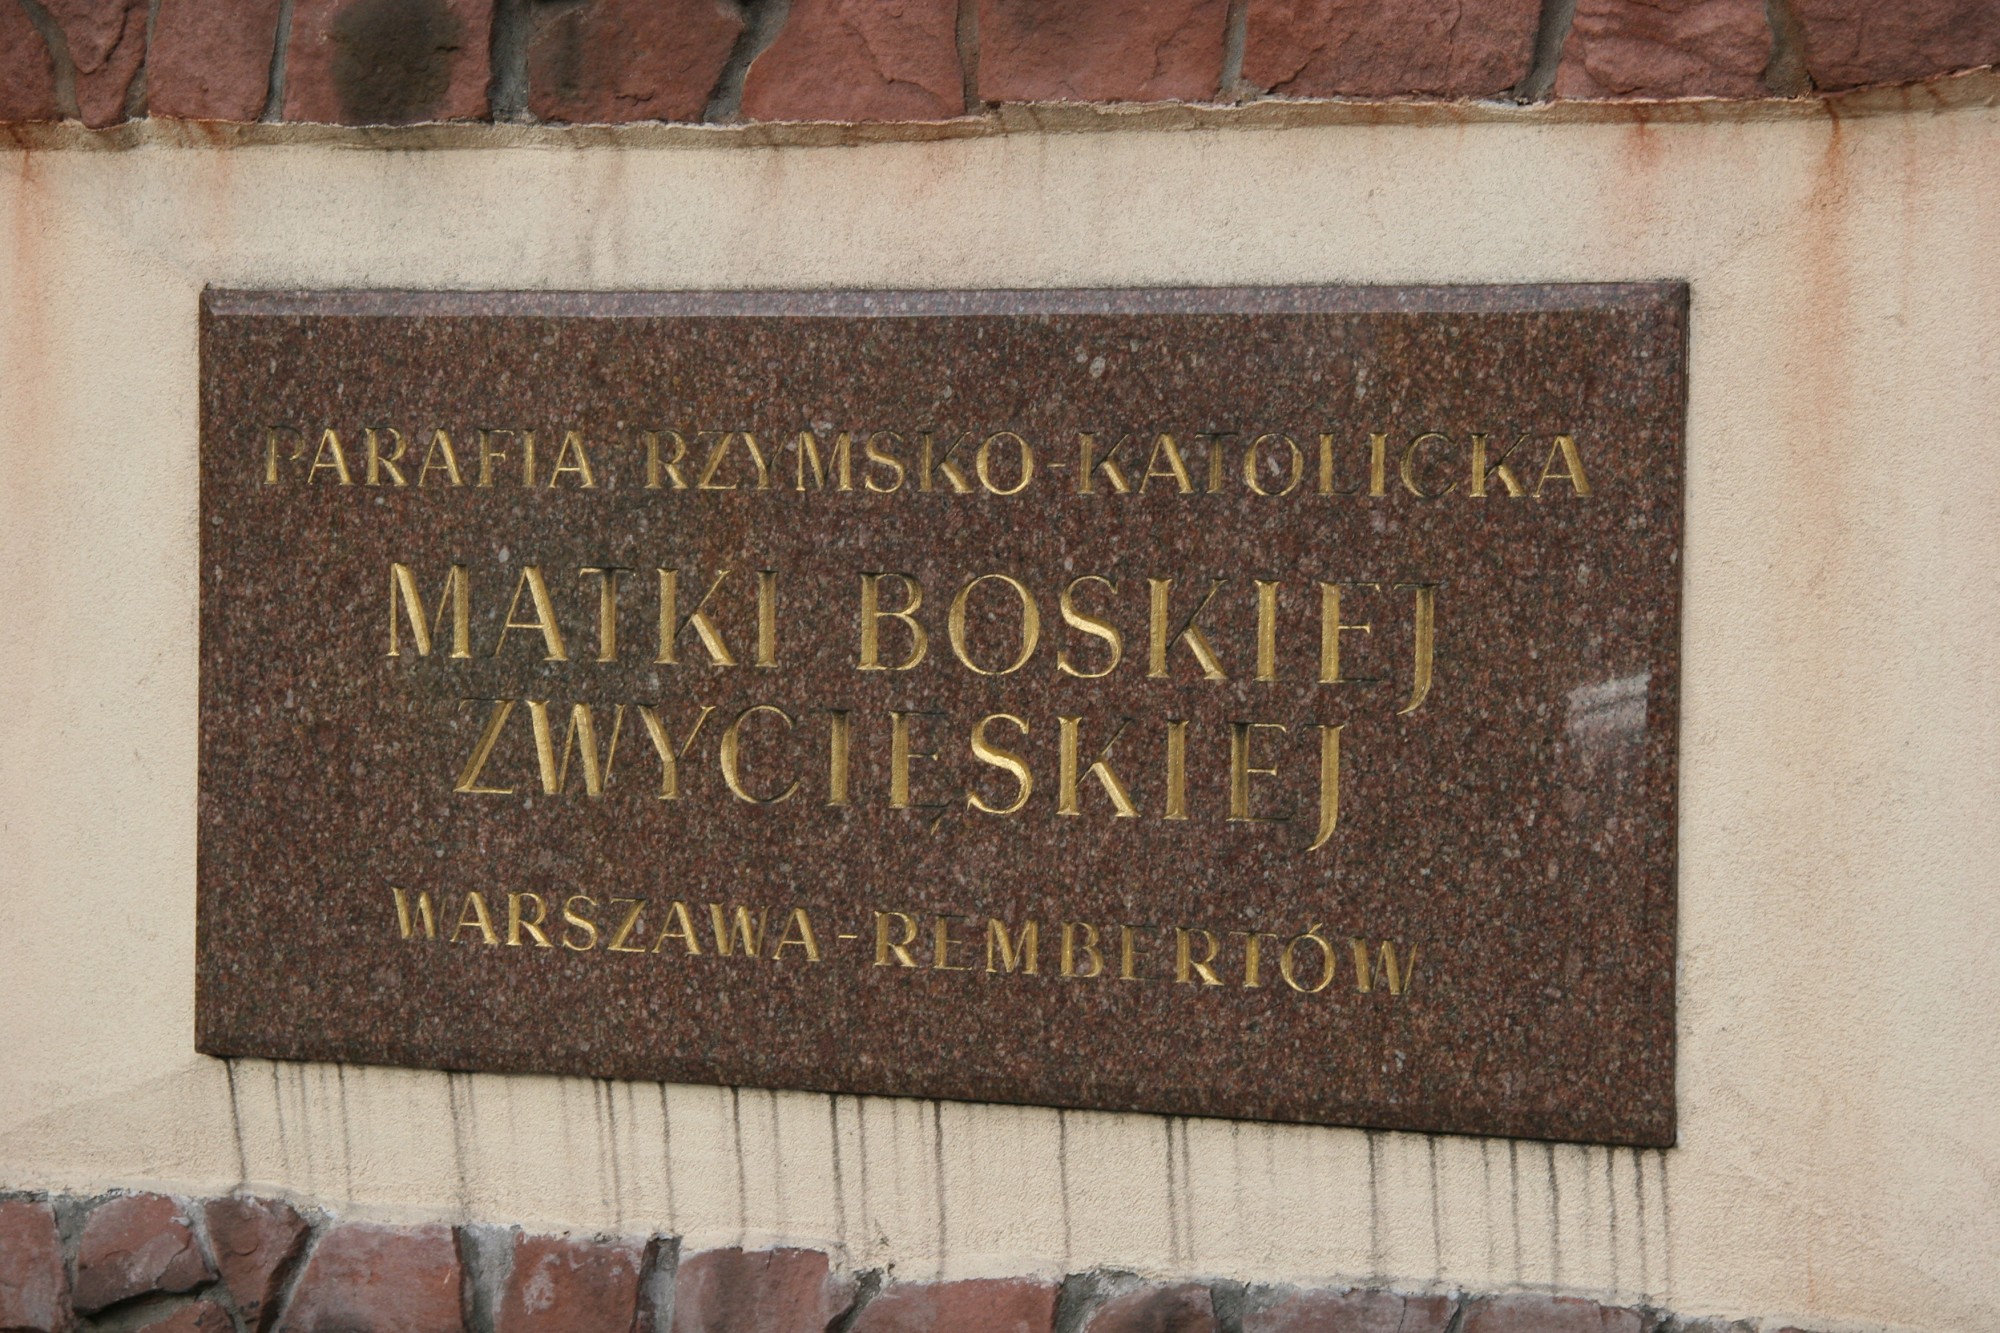 PARAFIA RZYMSKO-KATOLICKA
MATKI BOSKIEJ
ZWYCIĘSKIEJ
WARSZAWA-REMBERTÓW